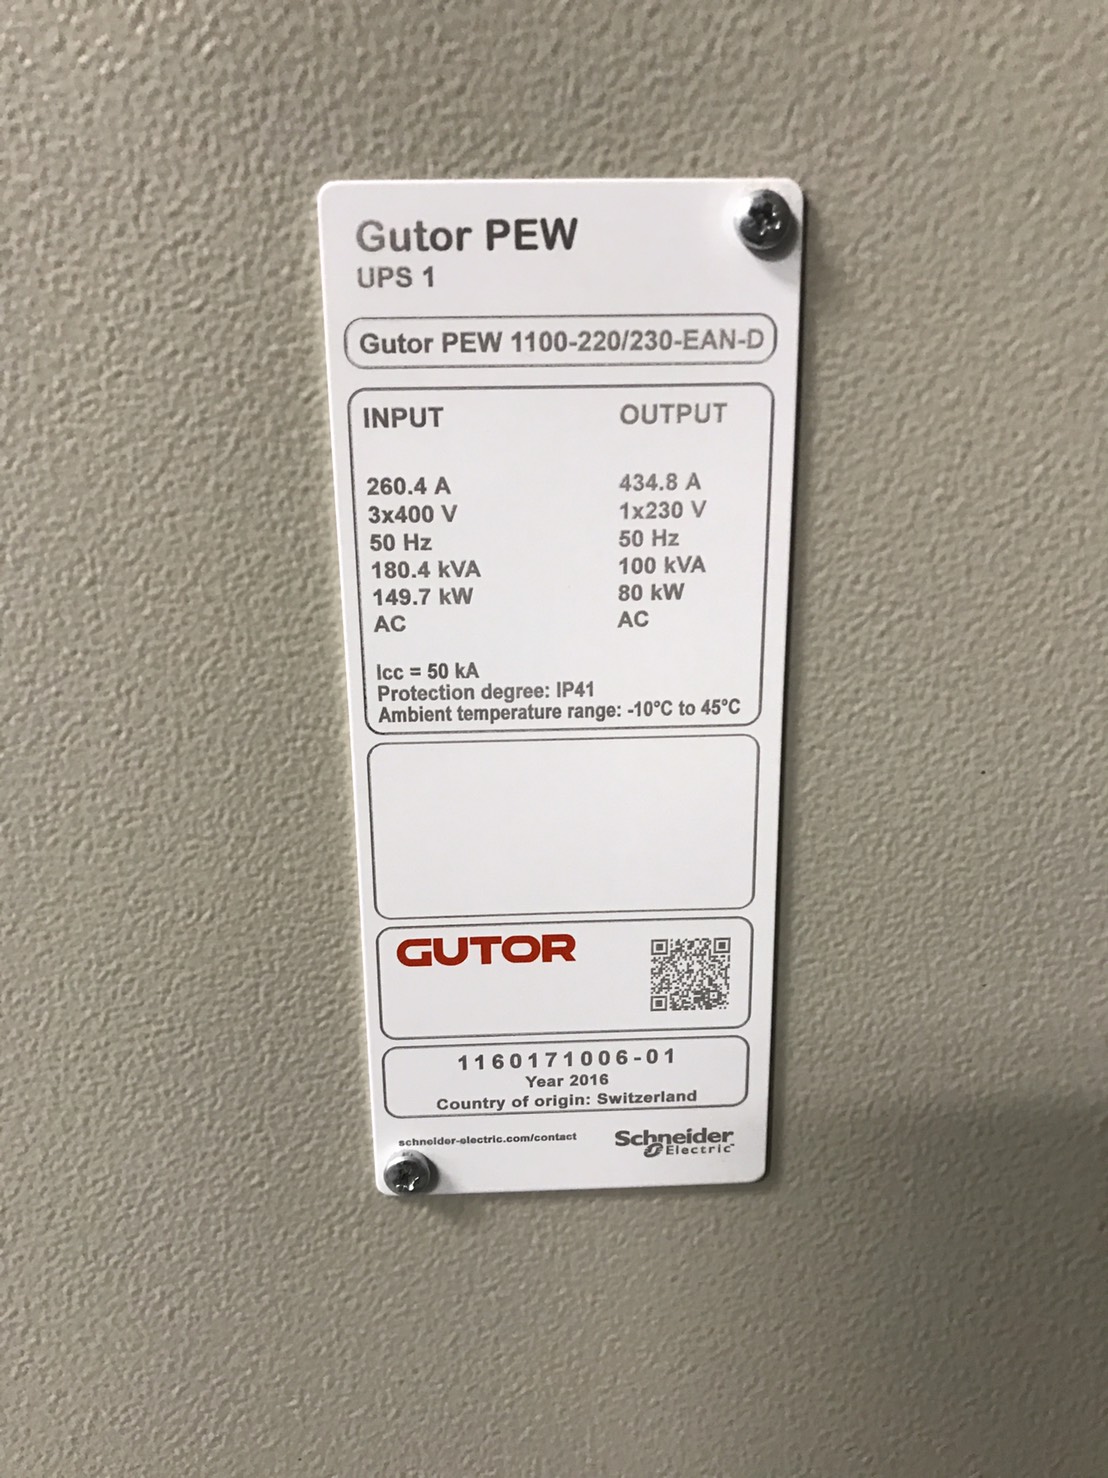 Gutor PEW
UPS 1
Gutor PEW 1100-220/230-EAN-D
INPUT OUTPUT
260.4 A 434.8 A
3x400 V 1x230 V
50 Hz 50 Hz
180.4 kVA 100 kVA
149.7 kW 80 kW
AC AC
Icc = 50 kA
Protection degree: IP41
Ambient temperature range: -10°C to 45°C
GUTOR
1160171006-01
Year 2016
Country of origin: Switzerland
schneider-electric.com/contact Schneider
Electric™